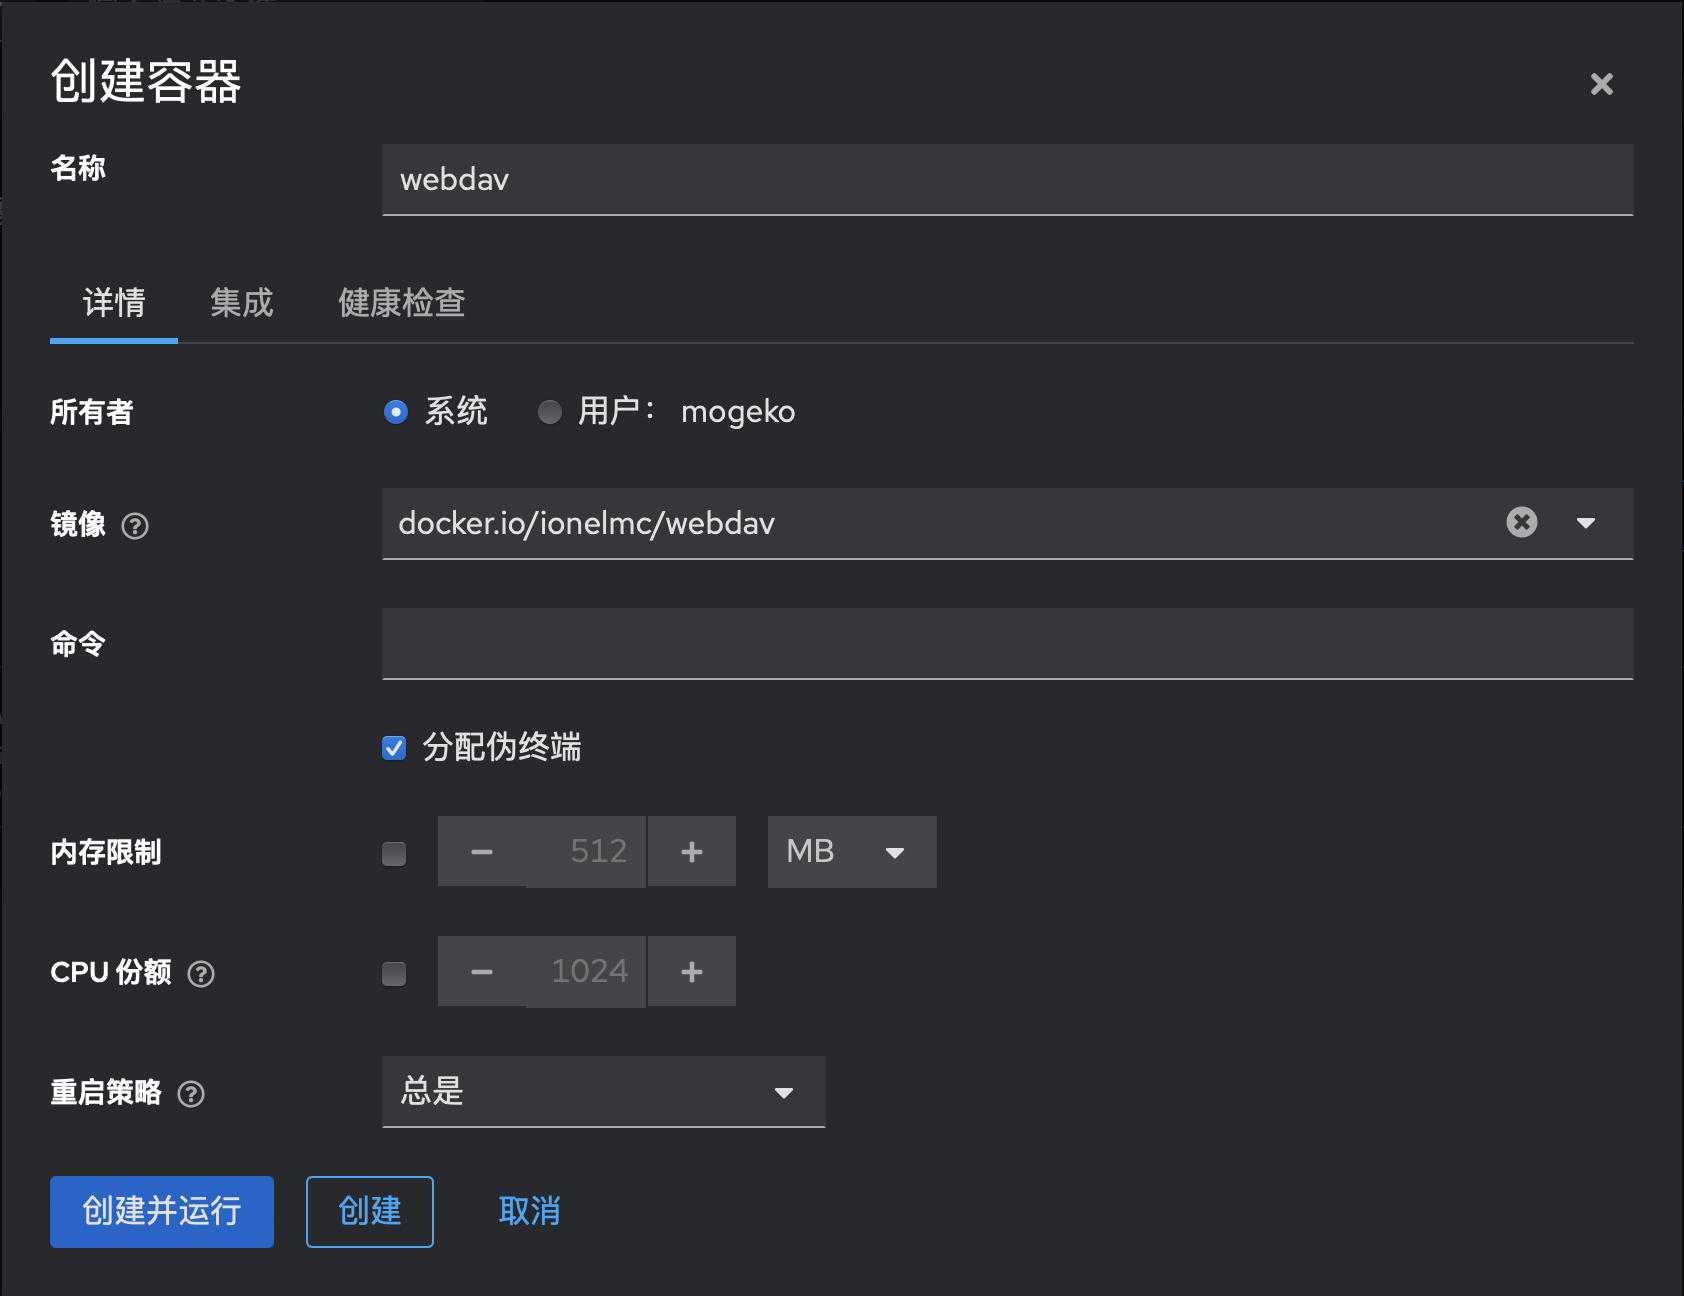 创建容器
名称
webdav
详情 集成 健康检查
所有者 系统 用户： mogeko
镜像 docker.io/ionelmc/webdav
命令
分配伪终端
内存限制 512 MB
CPU 份额 1024
重启策略 总是
创建并运行 创建 取消